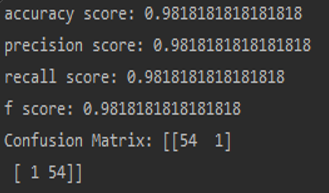 accuracy score: 0.9818181818181818
precision score: 0.9818181818181818
recall score: 0.9818181818181818
f score: 0.9818181818181818
Confusion Matrix: [[54  1]
 [ 1 54]]